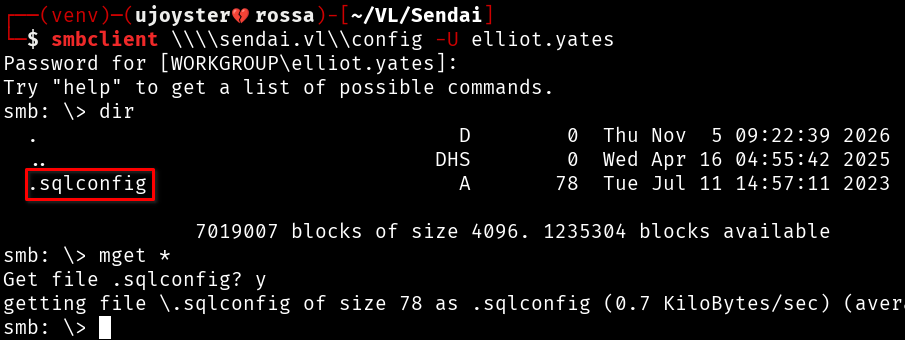 ┌──(venv)─(ujoyster💔rossa)-[~/VL/Sendai]
└─$ smbclient \\\\sendai.vl\\config -U elliot.yates
Password for [WORKGROUP\elliot.yates]:
Try "help" to get a list of possible commands.
smb: \> dir
  .                                   D        0  Thu Nov  5 09:22:39 2026
  ..                                DHS        0  Wed Apr 16 04:55:42 2025
  .sqlconfig                          A       78  Tue Jul 11 14:57:11 2023

                7019007 blocks of size 4096. 1235304 blocks available
smb: \> mget *
Get file .sqlconfig? y
getting file \.sqlconfig of size 78 as .sqlconfig (0.7 KiloBytes/sec) (avera
smb: \>